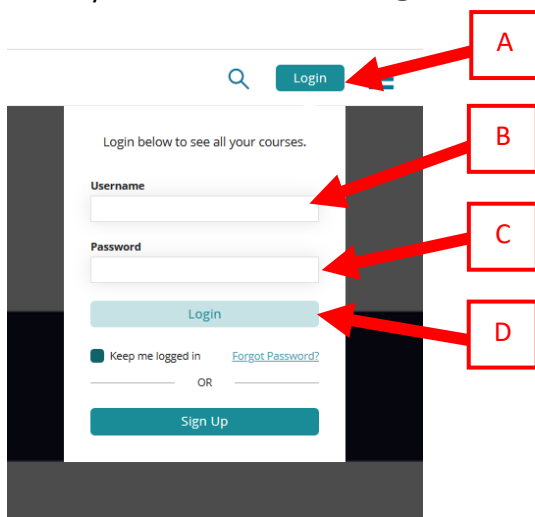 A
Login
B
Login below to see all your courses.
Username
C
Password
Login
D
Keep me logged in Forgot Password?
OR
Sign Up